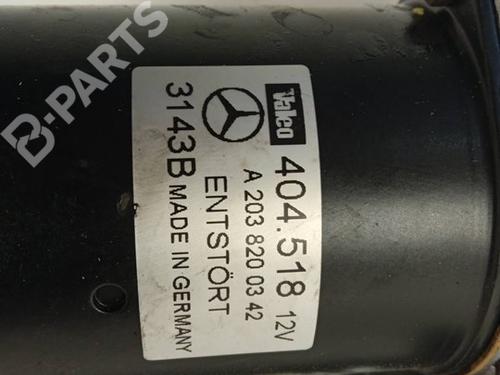 Valeo 404.518 12V
A 203 820 03 42
ENTSTÖRT
3143B MADE IN GERMANY
B-PARTS